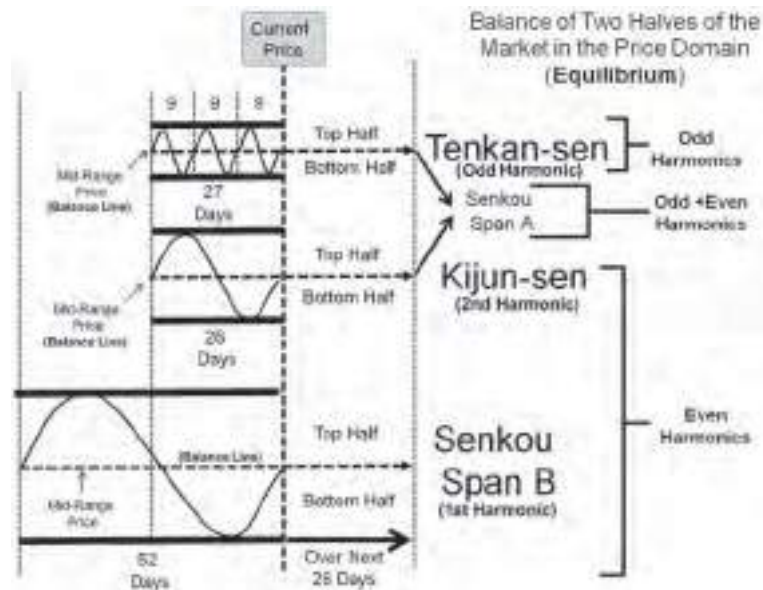 Current
Price
Balance of Two Halves of the
Market in the Price Domain
(Equilibrium)
9 9 8
Top Half
Bottom Half
Tenkan-sen
(Odd Harmonic)
Odd
Harmonics
Mid-Range
Price
(Balance Line)
27
Days
Senkou
Span A
Odd +Even
Harmonics
Top Half
Bottom Half
Kijun-sen
(2nd Harmonic)
Mid-Range
Price
(Balance Line)
26
Days
Top Half
(Balance Line)
Bottom Half
Senkou
Span B
(1st Harmonic)
Even
Harmonics
Mid-Range
Price
52
Days
Over Next
26 Days